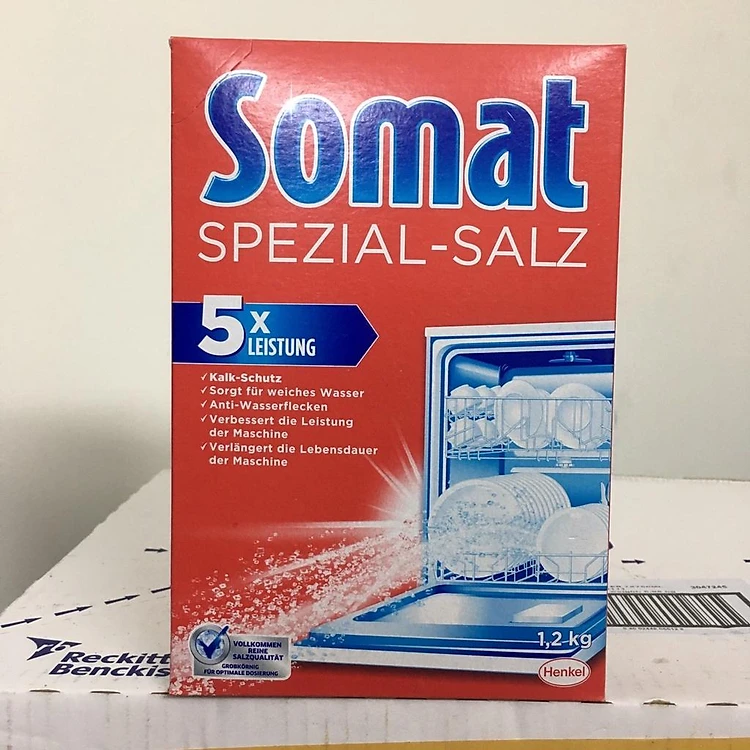 Somat
SPEZIAL-SALZ
5x
LEISTUNG
✓Kalk-Schutz
✓Sorgt für weiches Wasser
✓Anti-Wasserflecken
✓Verbessert die Leistung
der Maschine
✓Verlängert die Lebensdauer
der Maschine
VOLLKOMMEN
REINE
SALZQUALITÄT
GROBKÖRNIG
FÜR OPTIMALE DOSIERUNG
1,2 kg
Henkel
Reckitt
Benckis
3047245